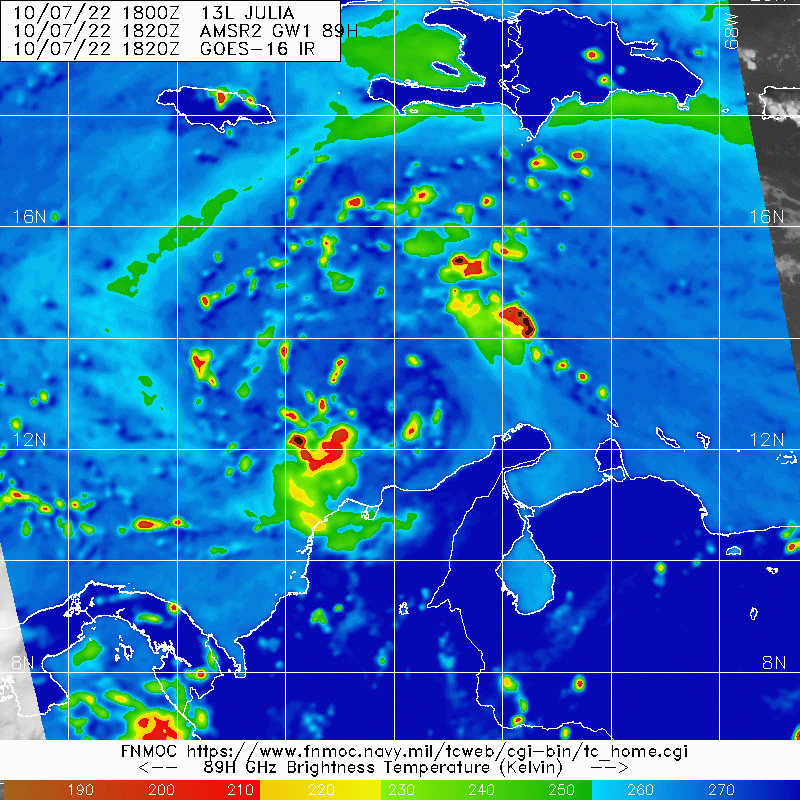 10/07/22 1800Z 13L JULIA
10/07/22 1820Z AMSR2 GW1 89H
10/07/22 1820Z GOES-16 IR
72W
68W
16N 16N
12N 12N
8N 8N
FNMOC https://www.fnmoc.navy.mil/tcweb/cgi-bin/tc_home.cgi
<-- 89H GHz Brightness Temperature (Kelvin) -->
190 200 210 220 230 240 250 260 270